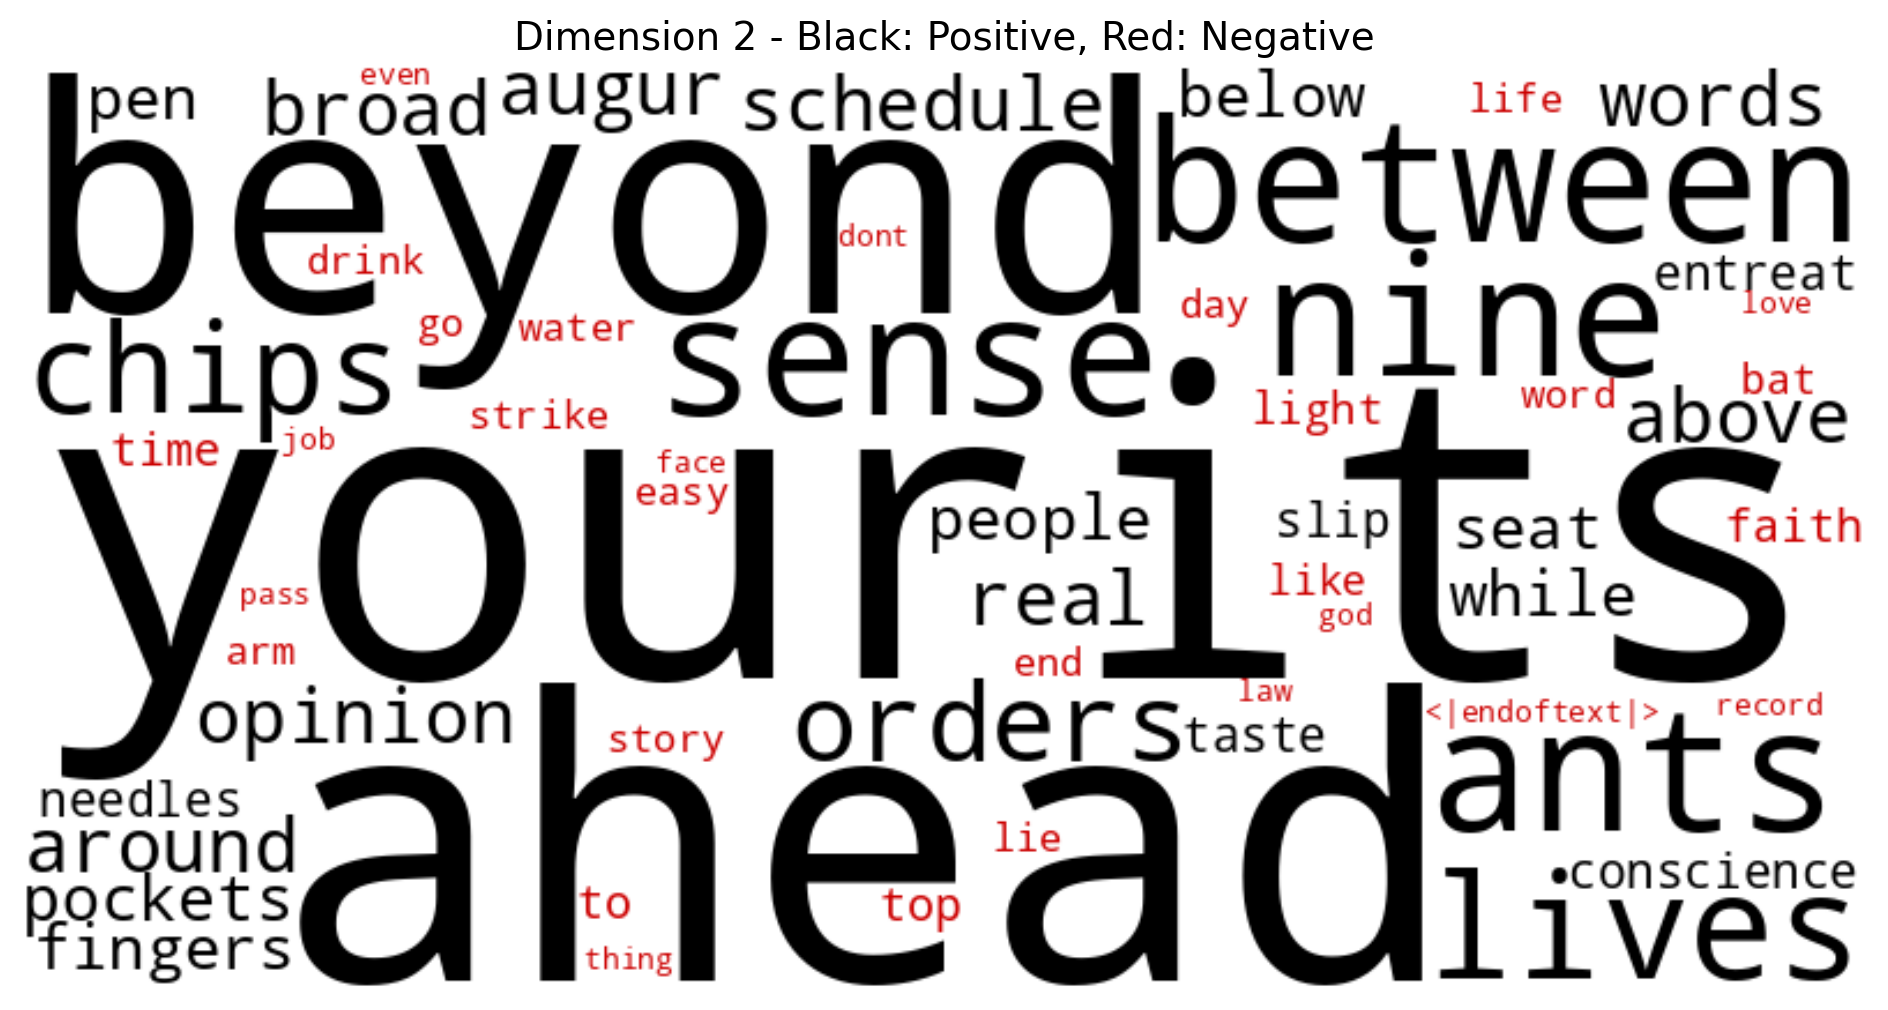 Dimension 2 - Black: Positive, Red: Negative
even
pen
broad
augur
schedule
below
life
words
beyond
between
drink
dont
nine
entreat
love
day
chips
go
water
sense
light
word
bat
above
strike
time
job
your
its
face
easy
people
slip
seat
faith
pass
real
like
god
while
arm
end
opinion
story
orders
law
taste
<|endoftext|>
record
ants
needles
ahead
around
lie
conscience
pockets
to
top
lives
fingers
thing